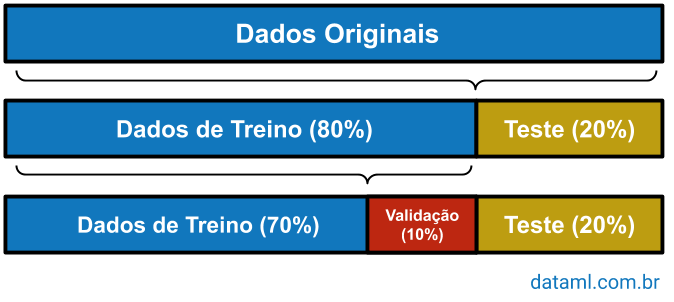 Dados Originais
Dados de Treino (80%)
Teste (20%)
Dados de Treino (70%)
Validação
(10%)
Teste (20%)
dataml.com.br